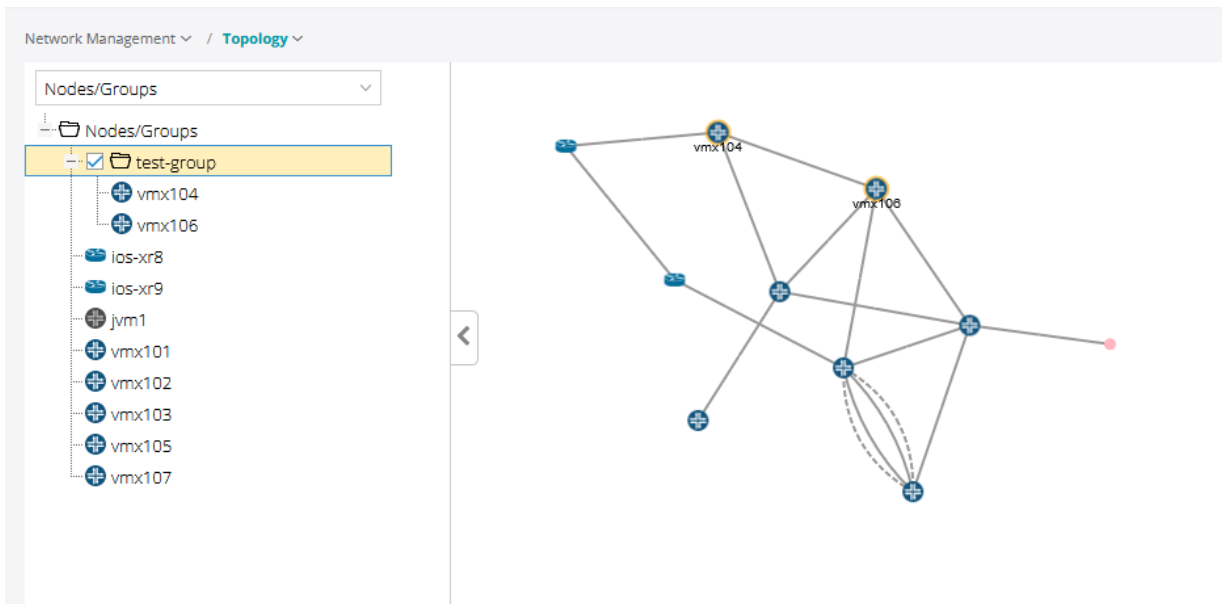 Network Management / Topology
Nodes/Groups
Nodes/Groups
test-group
vmx104
vmx106
ios-xr8
ios-xr9
jvm1
vmx101
vmx102
vmx103
vmx105
vmx107
vmx104
vmx106